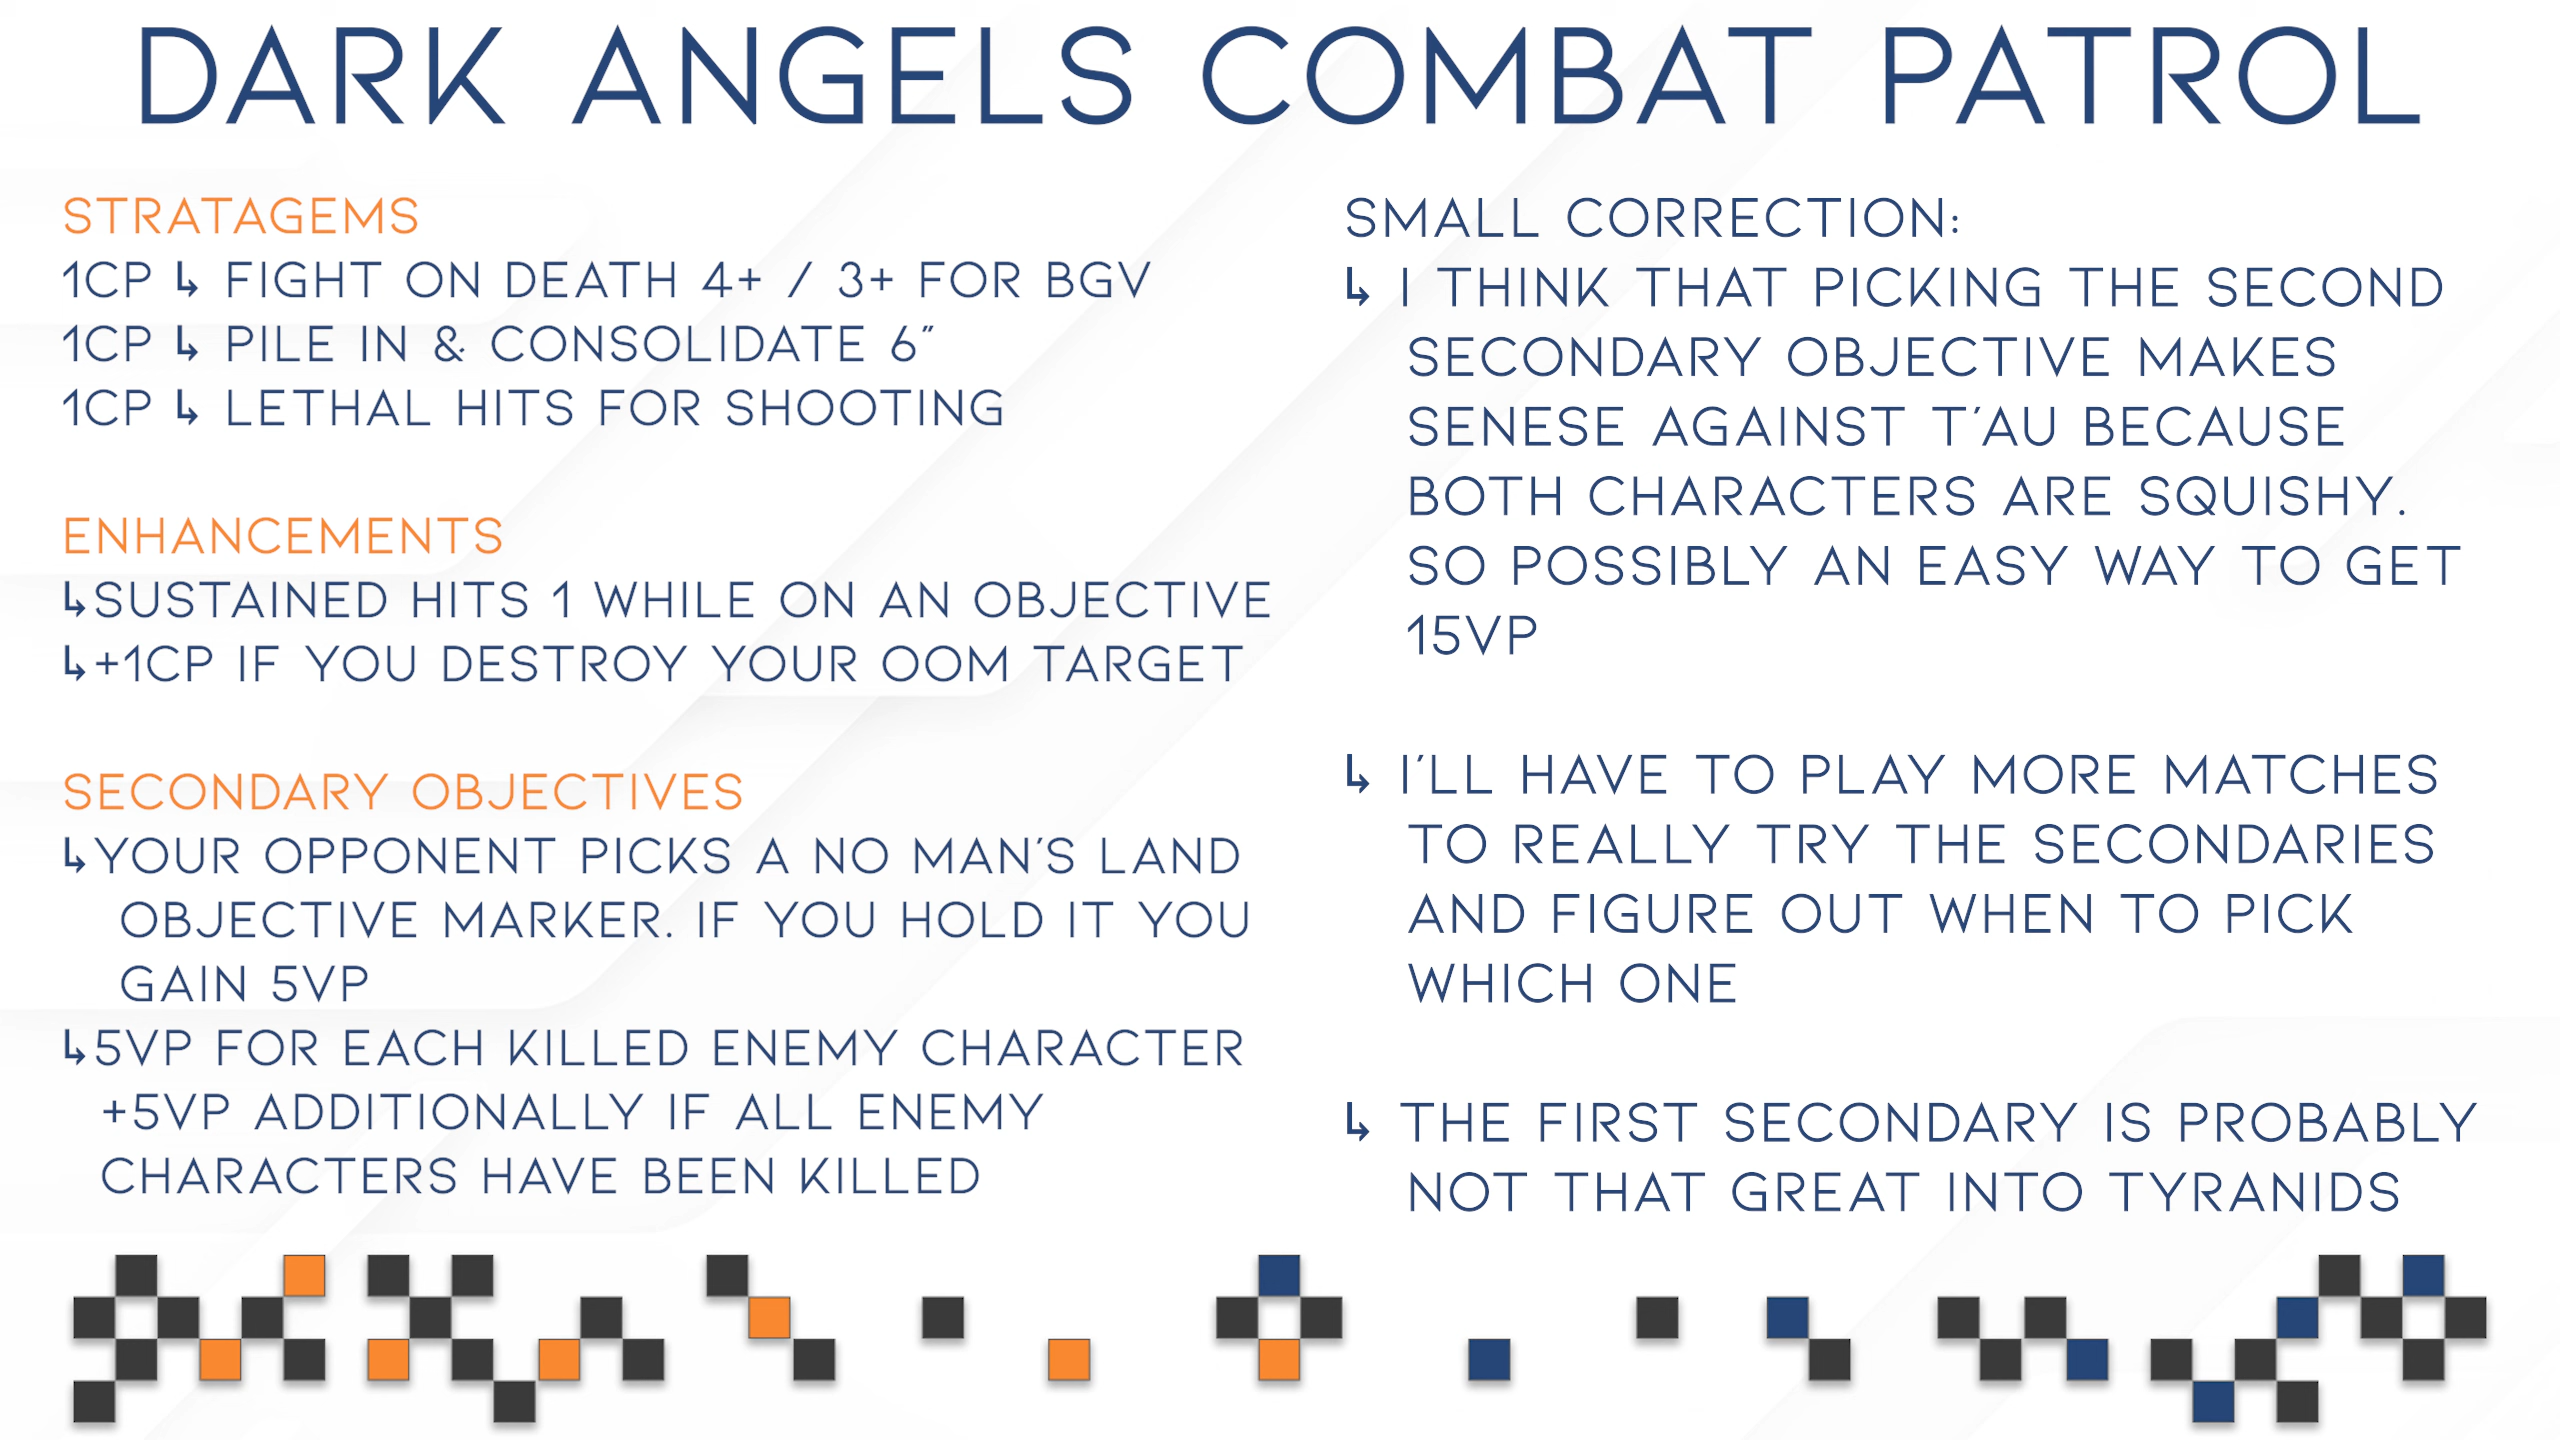 DARK ANGELS COMBAT PATROL
STRATAGEMS
1CP ↳ FIGHT ON DEATH 4+ / 3+ FOR BGV
1CP ↳ PILE IN & CONSOLIDATE 6"
1CP ↳ LETHAL HITS FOR SHOOTING
ENHANCEMENTS
↳SUSTAINED HITS 1 WHILE ON AN OBJECTIVE
↳+1CP IF YOU DESTROY YOUR OOM TARGET
SECONDARY OBJECTIVES
↳YOUR OPPONENT PICKS A NO MAN'S LAND
OBJECTIVE MARKER. IF YOU HOLD IT YOU
GAIN 5VP
↳5VP FOR EACH KILLED ENEMY CHARACTER
+5VP ADDITIONALLY IF ALL ENEMY
CHARACTERS HAVE BEEN KILLED
SMALL CORRECTION:
↳ I THINK THAT PICKING THE SECOND
SECONDARY OBJECTIVE MAKES
SENESE AGAINST T'AU BECAUSE
BOTH CHARACTERS ARE SQUISHY.
SO POSSIBLY AN EASY WAY TO GET
15VP
↳ I'LL HAVE TO PLAY MORE MATCHES
TO REALLY TRY THE SECONDARIES
AND FIGURE OUT WHEN TO PICK
WHICH ONE
↳ THE FIRST SECONDARY IS PROBABLY
NOT THAT GREAT INTO TYRANIDS